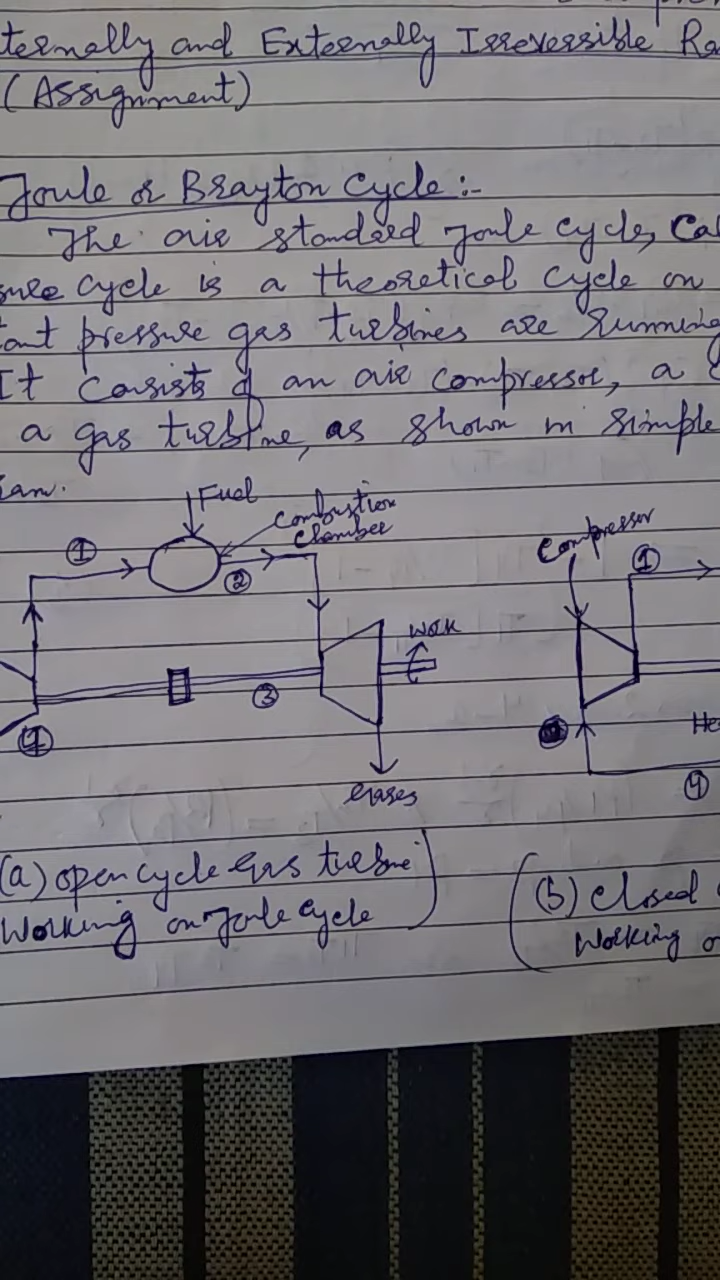 ternally and Externally Irreversible Ra
(Assignment)
Joule or Brayton Cycle :-
The air standard Joule cycle, Cal
sure cycle is a theoretical cycle on
tant pressure gas turbines are running
It Consists of an air compressor, a
a gas turbine, as shown in simple
ram.
Fuel
Combustion
chamber
Compressor
1
2
1
Work
3
4
He
4
Gases
(a) open cycle Gas turbine
Working on Joule cycle
(b) Closed
Working o